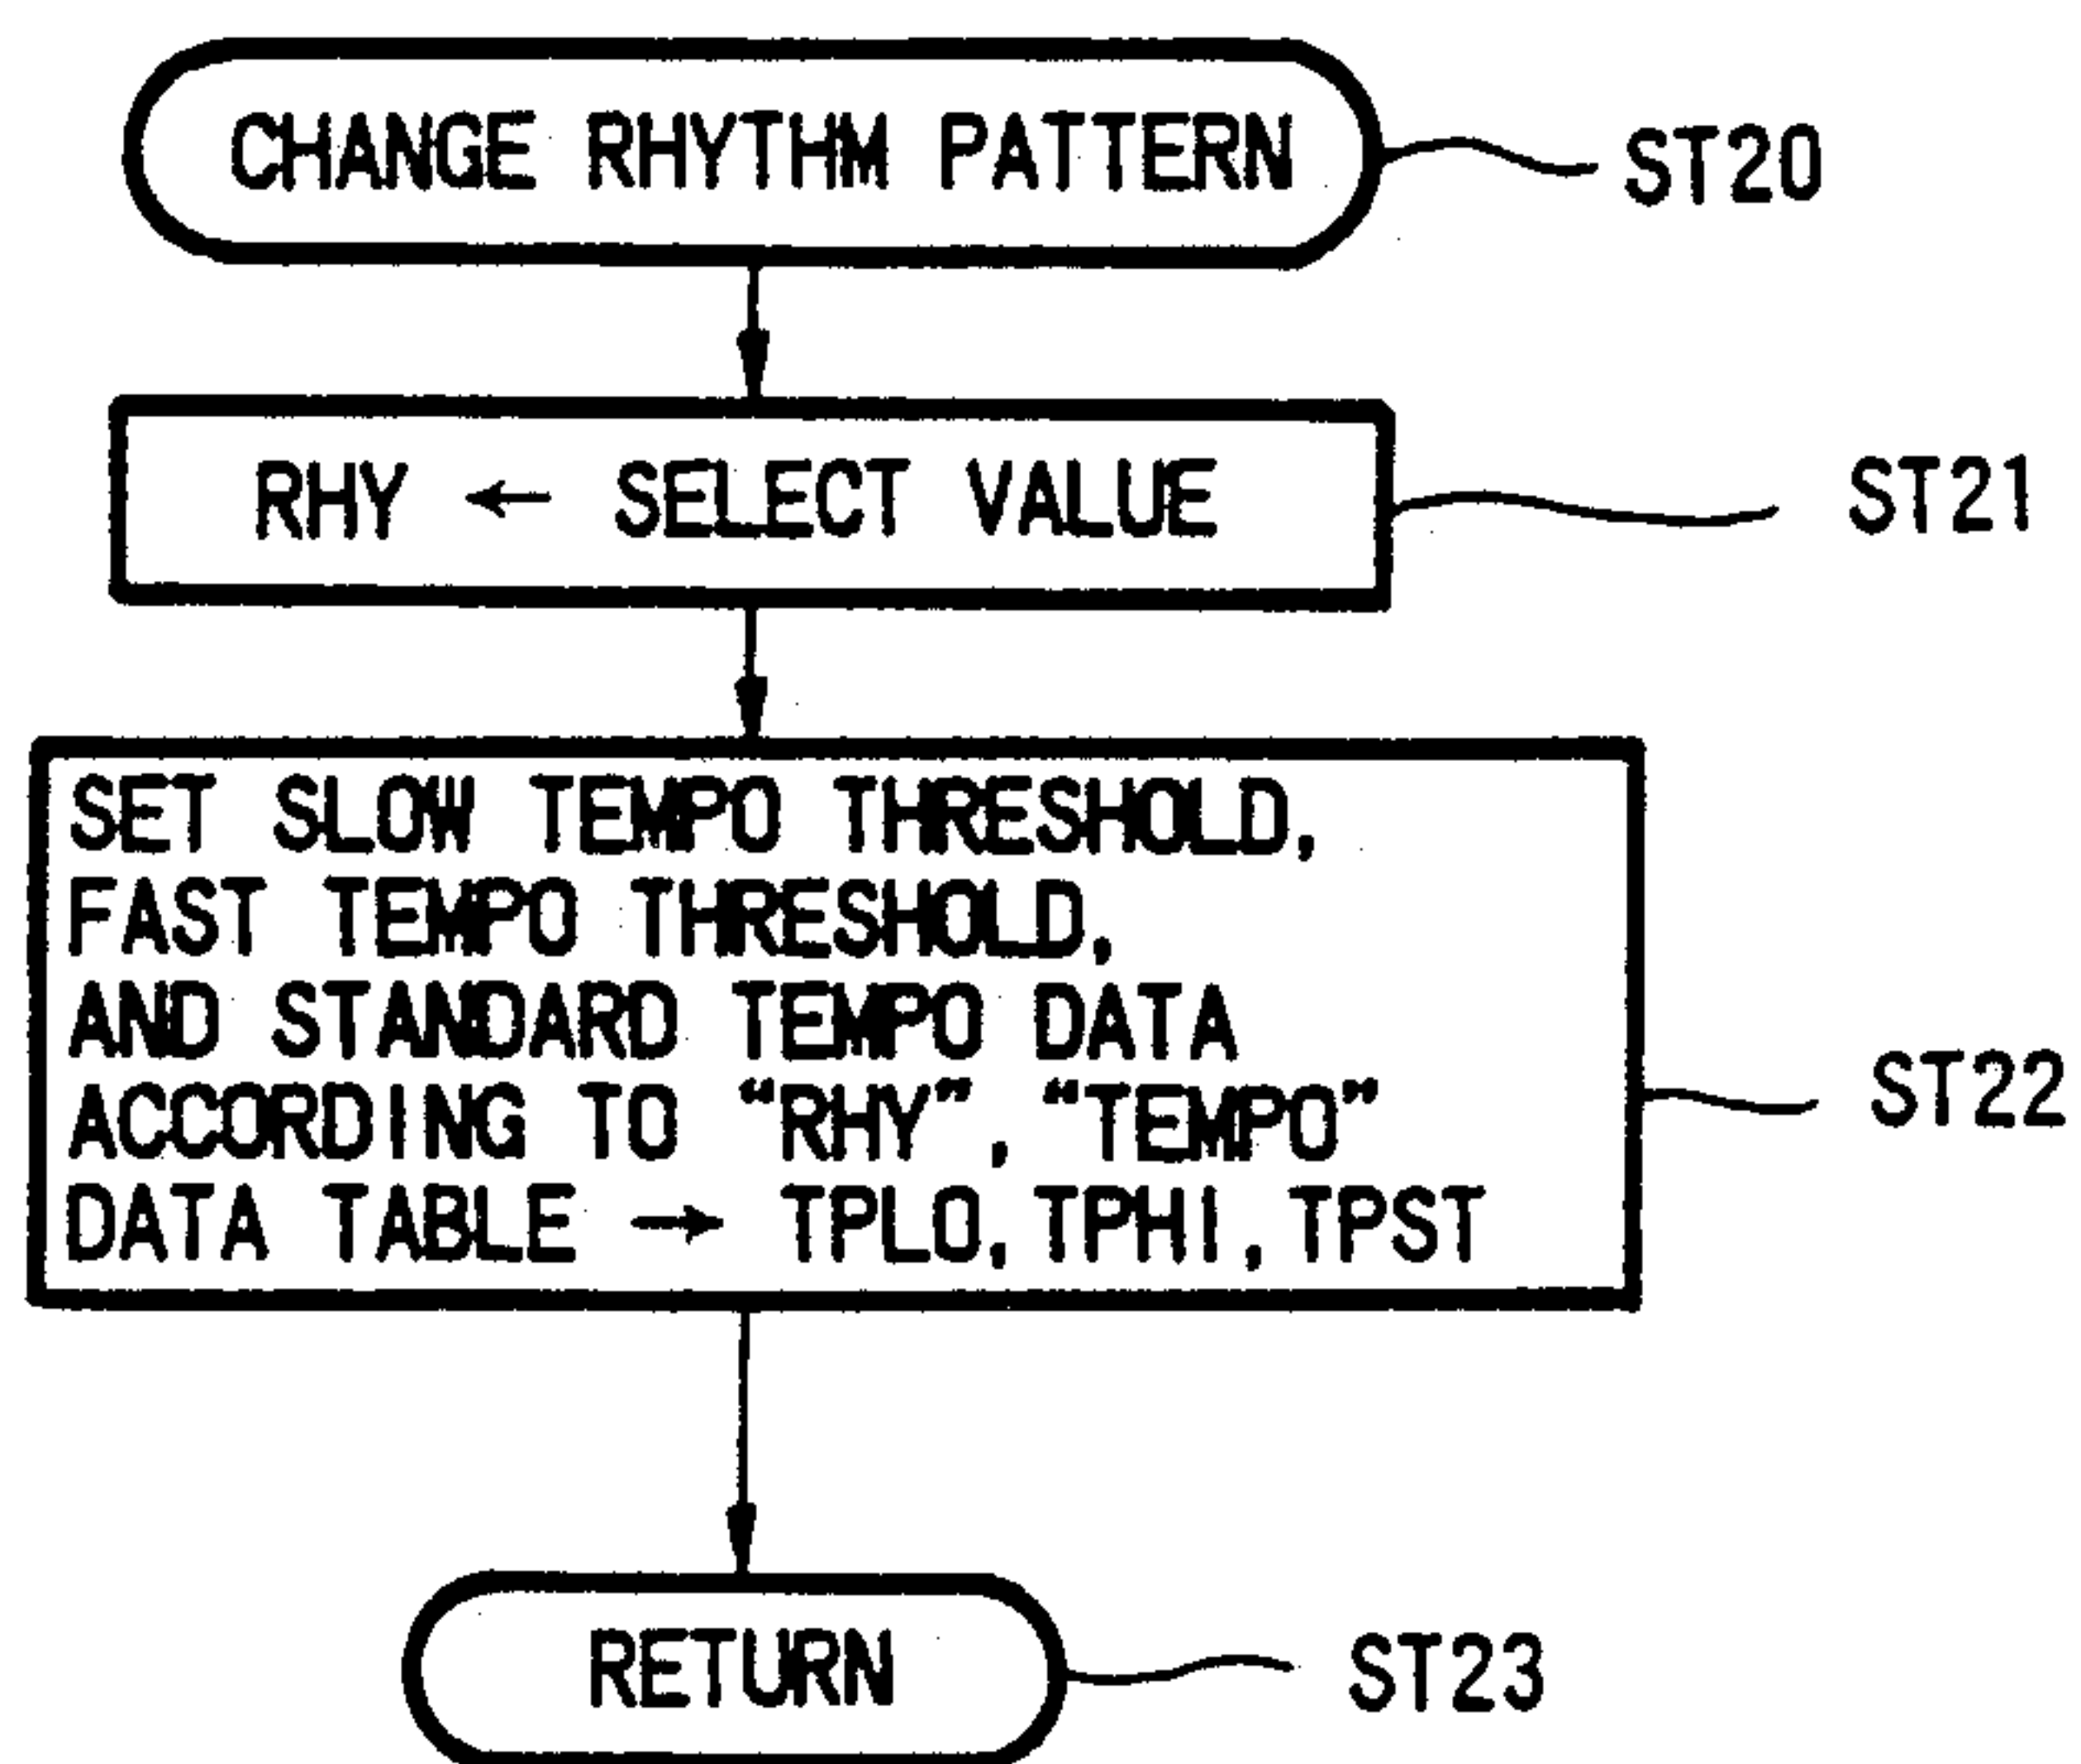 CHANGE RHYTHM PATTERN
ST20
RHY ← SELECT VALUE
ST21
SET SLOW TEMPO THRESHOLD,
FAST TEMPO THRESHOLD,
AND STANDARD TEMPO DATA
ACCORDING TO “RHY”, “TEMPO”
DATA TABLE → TPLO,TPHI,TPST
ST22
RETURN
ST23